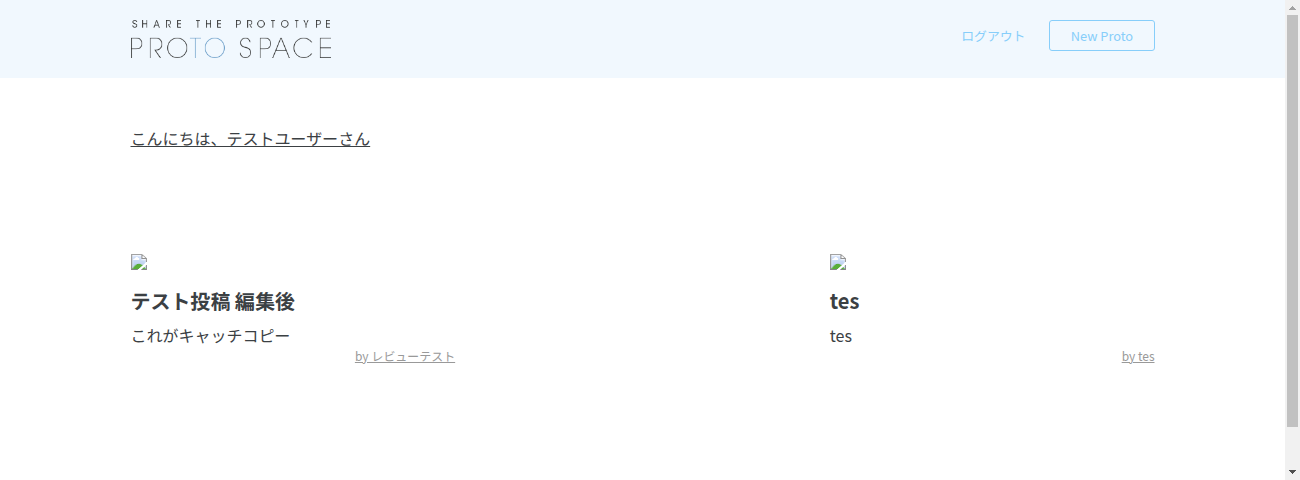 SHARE THE PROTOTYPE
PROTO SPACE
ログアウト
New Proto
こんにちは、テストユーザーさん
テスト投稿 編集後
これがキャッチコピー
by レビューテスト
tes
tes
by tes